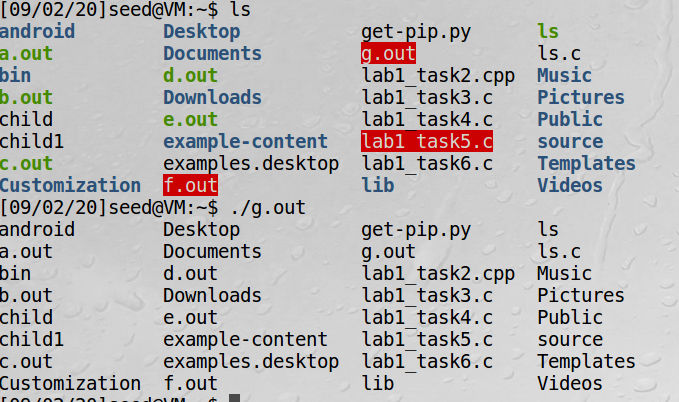 [09/02/20]seed@VM:~$ ls
android Desktop get-pip.py ls
a.out Documents g.out ls.c
bin d.out lab1_task2.cpp Music
b.out Downloads lab1_task3.c Pictures
child e.out lab1_task4.c Public
child1 example-content lab1_task5.c source
c.out examples.desktop lab1_task6.c Templates
Customization f.out lib Videos
[09/02/20]seed@VM:~$ ./g.out
android Desktop get-pip.py ls
a.out Documents g.out ls.c
bin d.out lab1_task2.cpp Music
b.out Downloads lab1_task3.c Pictures
child e.out lab1_task4.c Public
child1 example-content lab1_task5.c source
c.out examples.desktop lab1_task6.c Templates
Customization f.out lib Videos
[09/02/20]seed@VM:~$